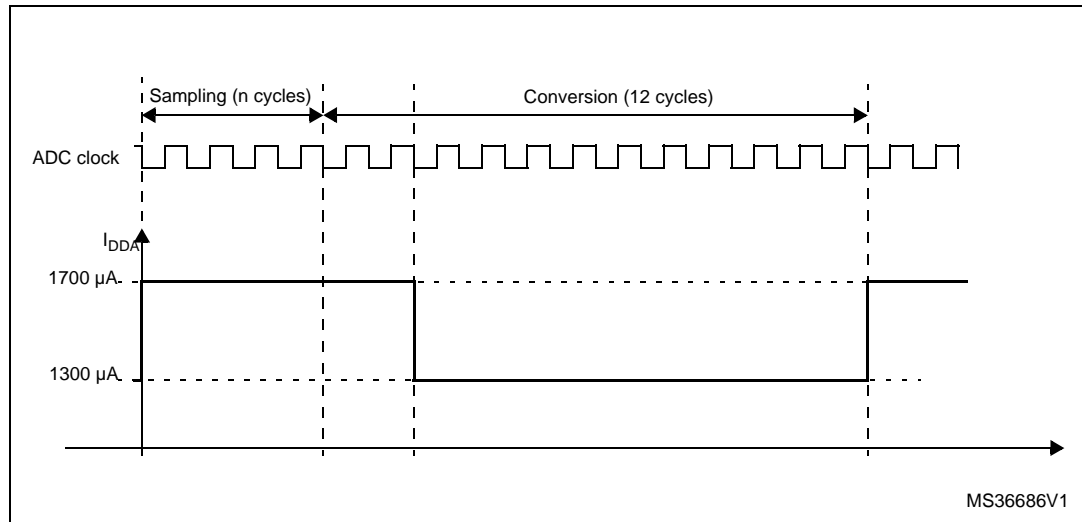 Sampling (n cycles)
Conversion (12 cycles)
ADC clock
IDDA
1700 µA
1300 µA
MS36686V1